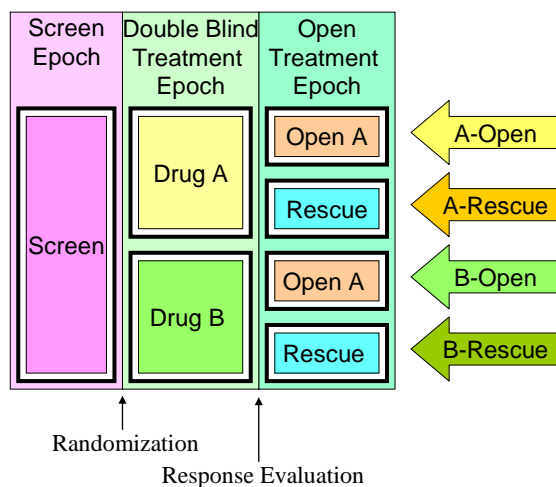 Screen
Epoch
Double Blind
Treatment
Epoch
Open
Treatment
Epoch
Screen
Drug A
Drug B
Open A
Rescue
Open A
Rescue
A-Open
A-Rescue
B-Open
B-Rescue
Randomization
Response Evaluation